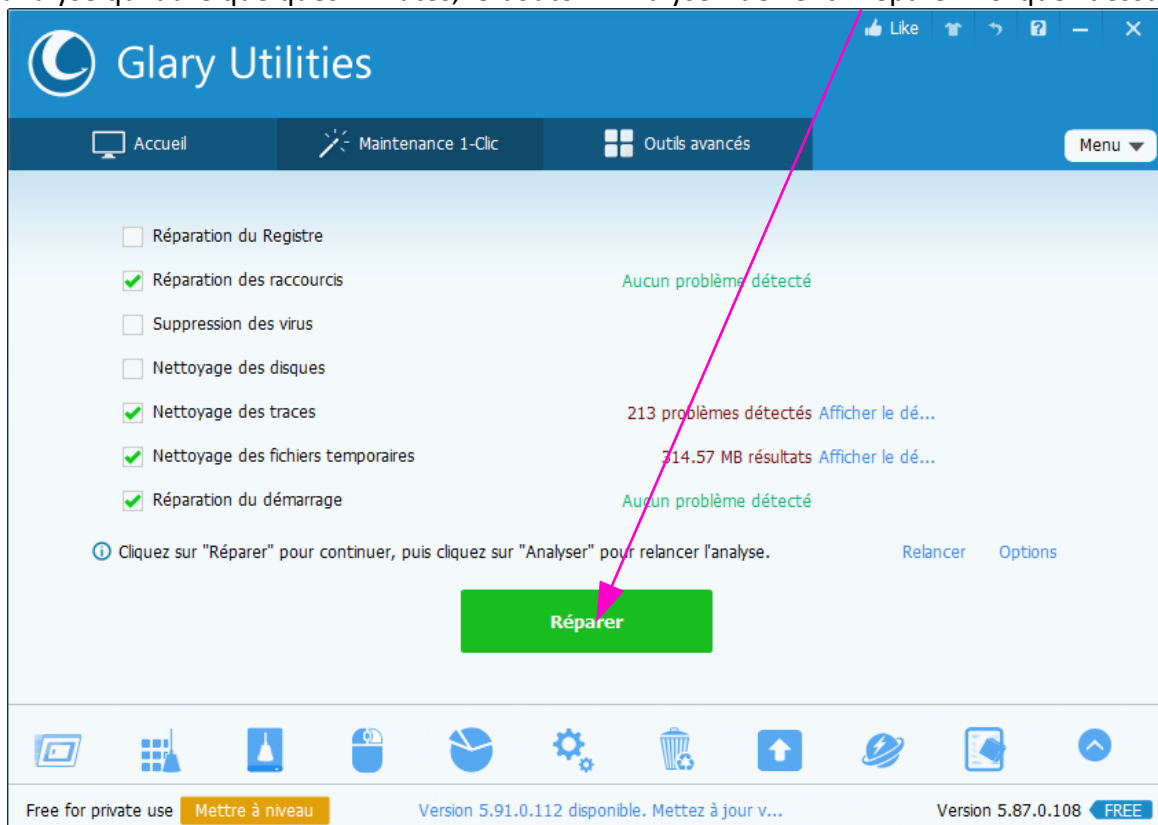 Like
Glary Utilities
Accueil Maintenance 1-Clic Outils avancés Menu
Réparation du Registre
Réparation des raccourcis Aucun problème détecté
Suppression des virus
Nettoyage des disques
Nettoyage des traces 213 problèmes détectés Afficher le dé...
Nettoyage des fichiers temporaires 314.57 MB résultats Afficher le dé...
Réparation du démarrage Aucun problème détecté
Cliquez sur "Réparer" pour continuer, puis cliquez sur "Analyser" pour relancer l'analyse. Relancer Options
Réparer
Free for private use Mettre à niveau Version 5.91.0.112 disponible. Mettez à jour v... Version 5.87.0.108 FREE